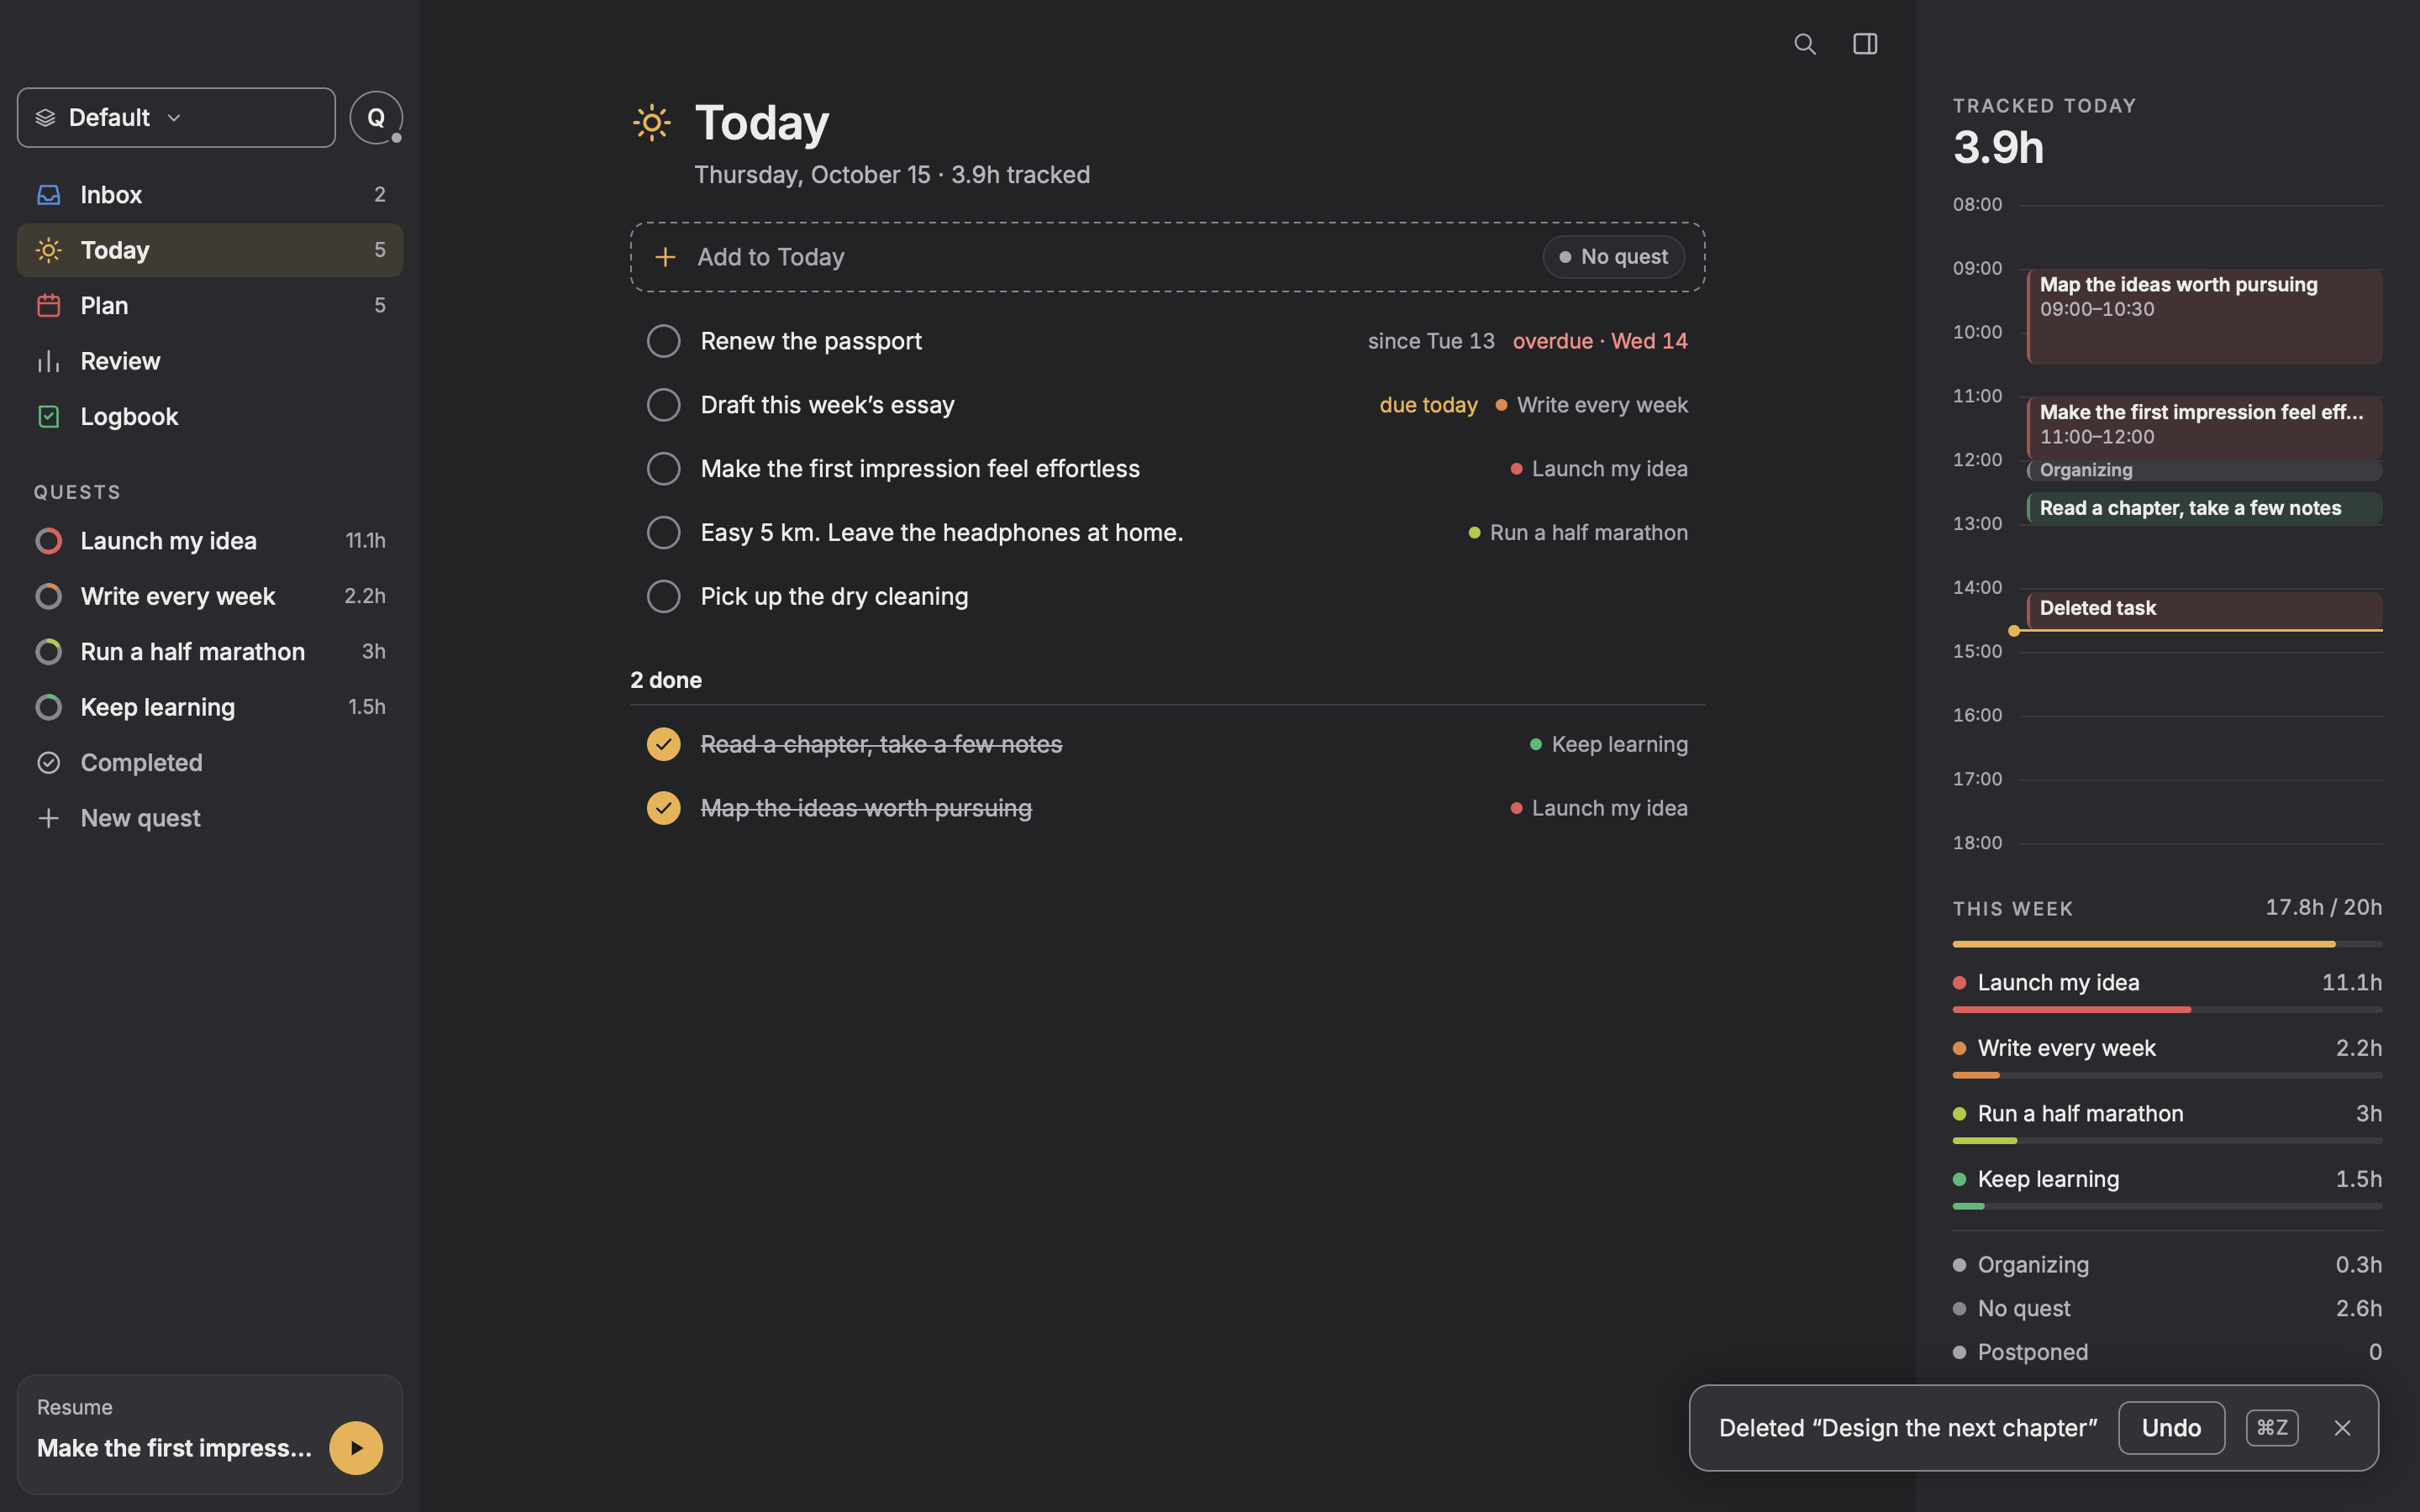 Default
Q
Inbox 2
Today 5
Plan 5
Review
Logbook
QUESTS
Launch my idea 11.1h
Write every week 2.2h
Run a half marathon 3h
Keep learning 1.5h
Completed
New quest
Resume
Make the first impress...
Today
Thursday, October 15 · 3.9h tracked
Add to Today No quest
Renew the passport since Tue 13 overdue · Wed 14
Draft this week’s essay due today Write every week
Make the first impression feel effortless Launch my idea
Easy 5 km. Leave the headphones at home. Run a half marathon
Pick up the dry cleaning
2 done
Read a chapter, take a few notes Keep learning
Map the ideas worth pursuing Launch my idea
TRACKED TODAY
3.9h
08:00
09:00
Map the ideas worth pursuing
09:00–10:30
10:00
11:00
Make the first impression feel eff...
11:00–12:00
12:00
Organizing
Read a chapter, take a few notes
13:00
14:00
Deleted task
15:00
16:00
17:00
18:00
THIS WEEK 17.8h / 20h
Launch my idea 11.1h
Write every week 2.2h
Run a half marathon 3h
Keep learning 1.5h
Organizing 0.3h
No quest 2.6h
Postponed 0
Deleted “Design the next chapter” Undo ⌘Z